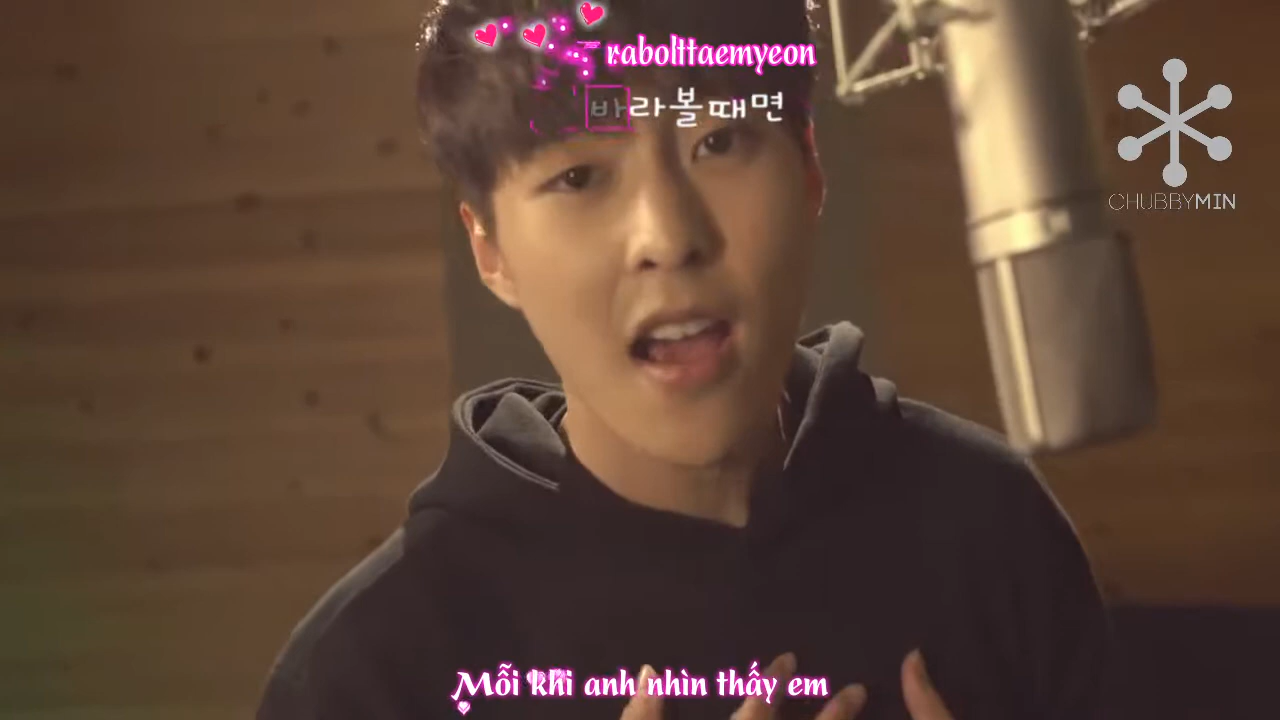 rabolttaemyeon
바라볼때면
CHUBBYMIN
Mỗi khi anh nhìn thấy em